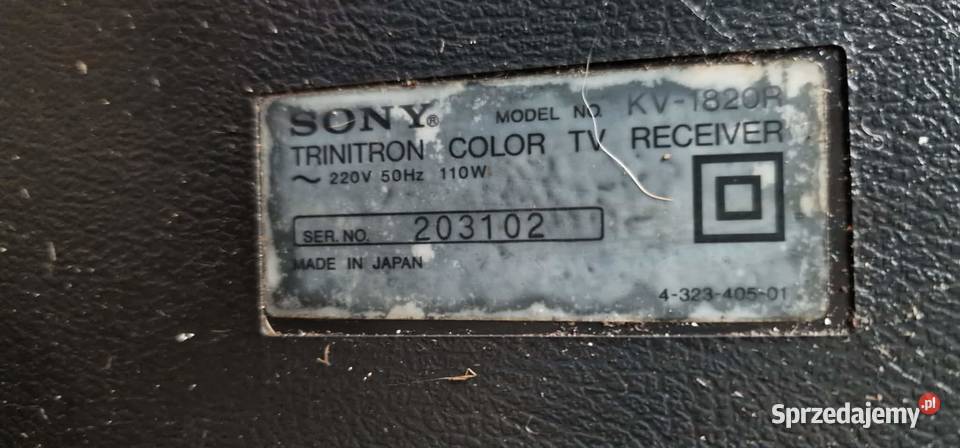 SONY® MODEL NO. KV-1820R
TRINITRON COLOR TV RECEIVER
～ 220V 50Hz 110W
SER. NO. 203102
MADE IN JAPAN
4-323-405-01
Sprzedajemy.pl